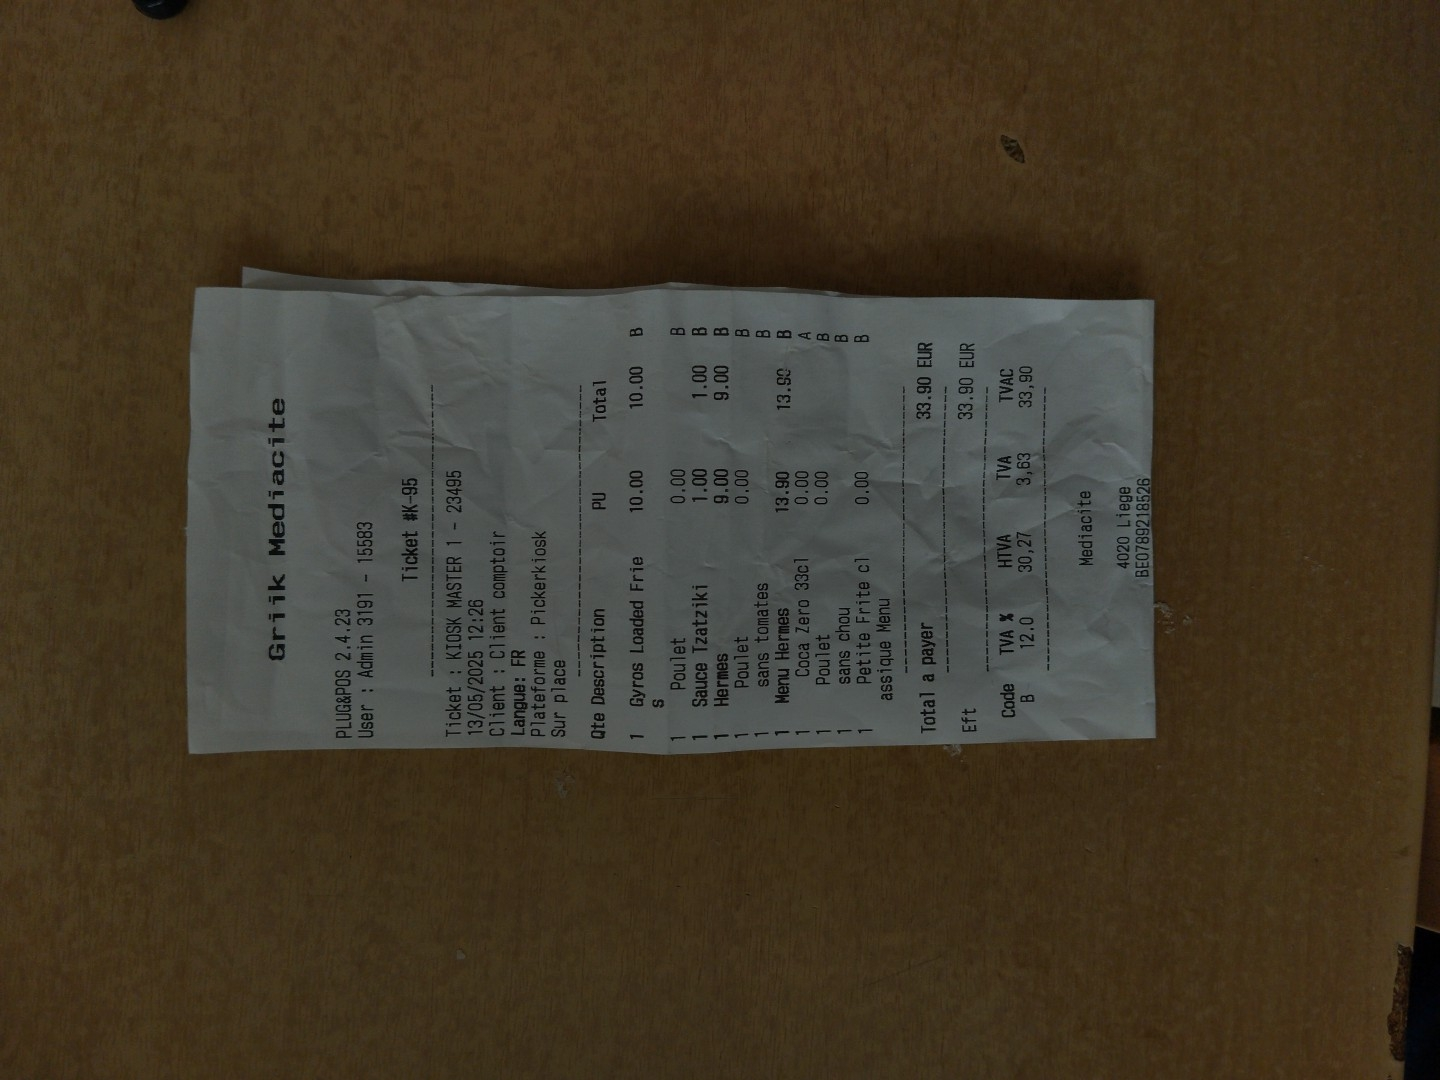 Griik Mediacite
PLUG&POS 2.4.23
User : Admin 3191 - 15583
Ticket #K-95
Ticket : KIOSK MASTER 1 - 23495
13/05/2025 12:26
Client : Client comptoir
Langue: FR
Plateforme : Pickerkiosk
Sur place
Qte Description PU Total
1 Gyros Loaded Frie 10.00 10.00 B
s
1 Poulet 0.00 B
1 Sauce Tzatziki 1.00 1.00 B
1 Hermes 9.00 9.00 B
1 Poulet 0.00 B
1 sans tomates B
1 Menu Hermes 13.90 13.90 B
1 Coca Zero 33cl 0.00 A
1 Poulet 0.00 B
1 sans chou B
1 Petite Frite cl 0.00 B
assique Menu
Total a payer 33.90 EUR
Eft 33.90 EUR
Code TVA % HTVA TVA TVAC
B 12.0 30,27 3,63 33,90
Mediacite
4020 Liege
BE0789218526